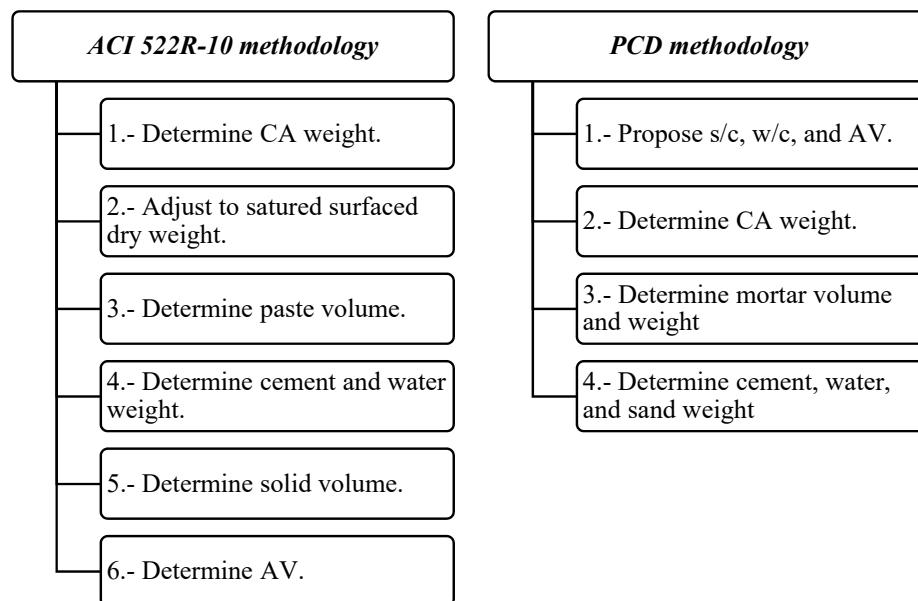 ACI 522R-10 methodology
1.- Determine CA weight.
2.- Adjust to satured surfaced
dry weight.
3.- Determine paste volume.
4.- Determine cement and water
weight.
5.- Determine solid volume.
6.- Determine AV.
PCD methodology
1.- Propose s/c, w/c, and AV.
2.- Determine CA weight.
3.- Determine mortar volume
and weight
4.- Determine cement, water,
and sand weight